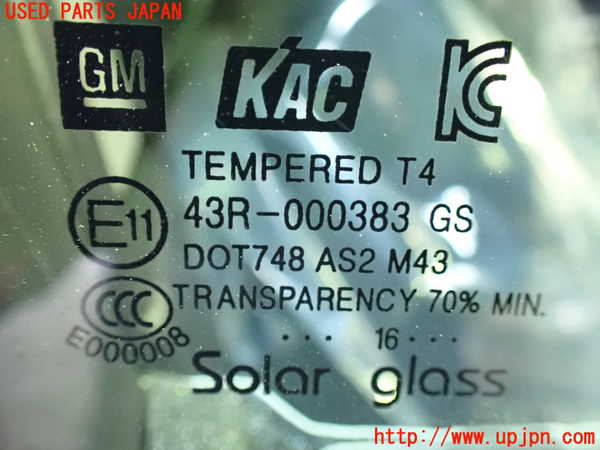 USED PARTS JAPAN
GM KAC KC
TEMPERED T4
E11 43R-000383 GS
DOT748 AS2 M43
CCC TRANSPARENCY 70% MIN.
E000008
... 16...
Solar glass
http://www.upjpn.com/